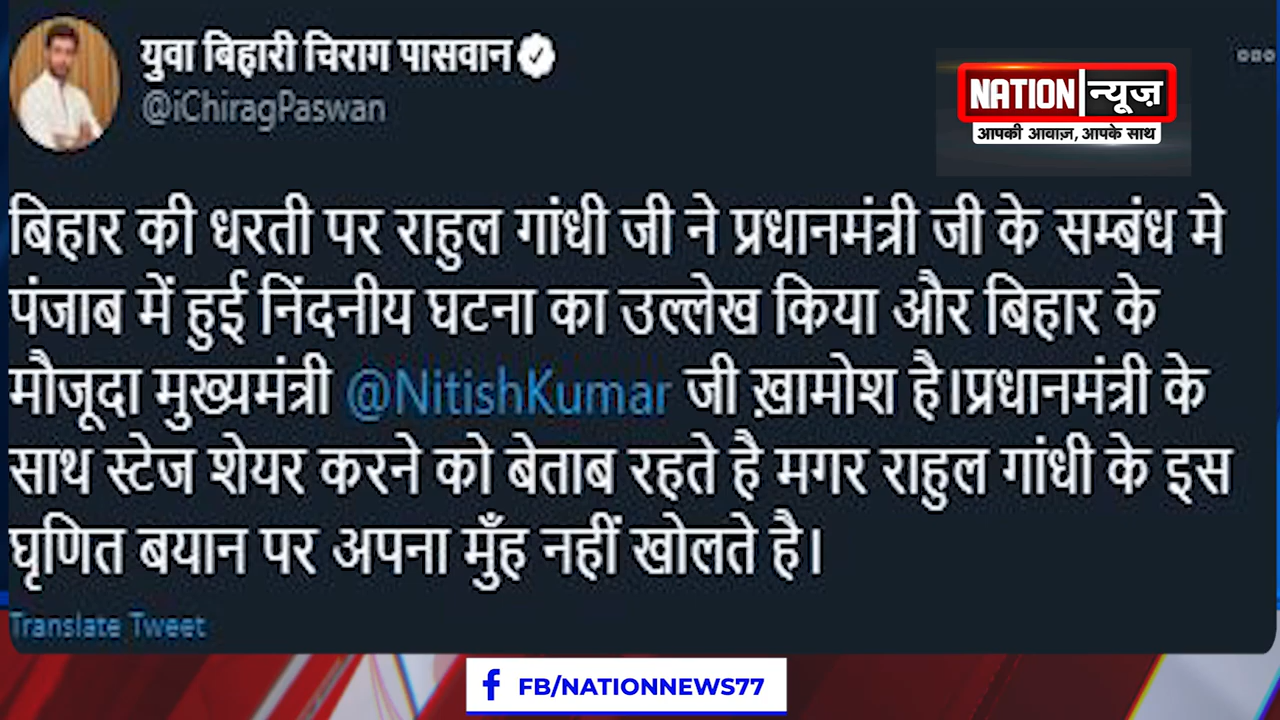 युवा बिहारी चिराग पासवान
@iChiragPaswan
NATION न्यूज़
आपकी आवाज़, आपके साथ
बिहार की धरती पर राहुल गांधी जी ने प्रधानमंत्री जी के सम्बंध मे
पंजाब में हुई निंदनीय घटना का उल्लेख किया और बिहार के
मौजूदा मुख्यमंत्री @NitishKumar जी ख़ामोश है।प्रधानमंत्री के
साथ स्टेज शेयर करने को बेताब रहते है मगर राहुल गांधी के इस
घृणित बयान पर अपना मुँह नहीं खोलते है।
Translate Tweet
f FB/NATIONNEWS77